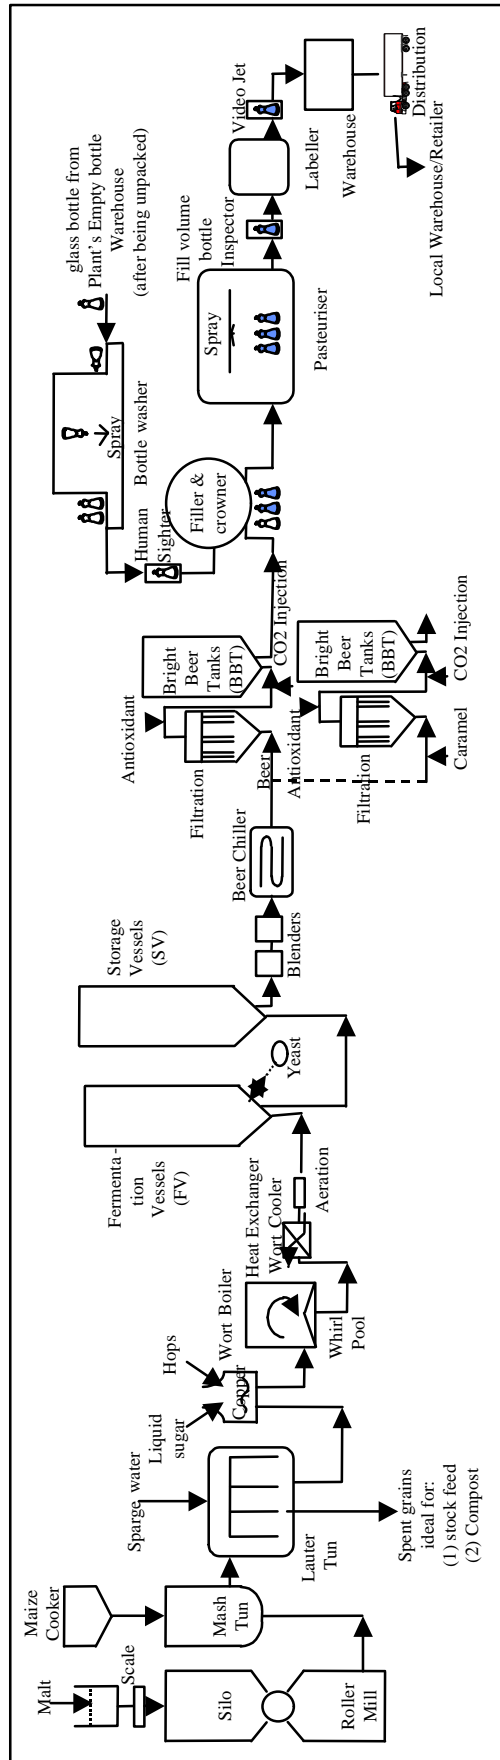 Malt
Scale
Silo
Roller
Mill
Maize
Cooker
Mash
Tun
Sparge water
Lauter
Tun
Spent grains
ideal for:
(1) stock feed
(2) Compost
Liquid
sugar
Hops
Copper
Wort Boiler
Whirl
Pool
Heat Exchanger
Wort Cooler
Aeration
Fermenta-
tion
Vessels
(FV)
Yeast
Storage
Vessels
(SV)
Blenders
Beer Chiller
Beer
Filtration
Antioxidant
Bright
Beer
Tanks
(BBT)
CO2 Injection
Antioxidant
Filtration
Caramel
Bright
Beer
Tanks
(BBT)
CO2 Injection
glass bottle from
Plant's Empty bottle
Warehouse
(after being unpacked)
Spray
Bottle washer
Human
Sighter
Filler &
crowner
Spray
Pasteuriser
Fill volume
bottle
Inspector
Labeller
Video Jet
Warehouse
Distribution
Local Warehouse/Retailer